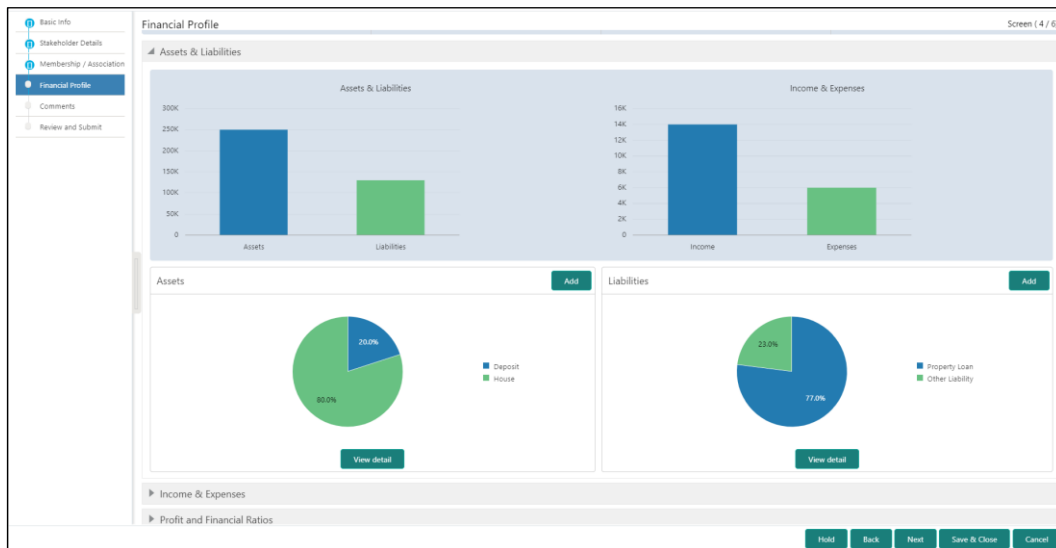 Basic Info
Stakeholder Details
Membership / Association
Financial Profile
Comments
Review and Submit
Financial Profile
Screen ( 4 / 6
Assets & Liabilities
Assets & Liabilities
300K
250K
200K
150K
100K
50K
0
Assets
Liabilities
Income & Expenses
16K
14K
12K
10K
8K
6K
4K
2K
0
Income
Expenses
Assets
Add
20.0%
80.0%
Deposit
House
View detail
Liabilities
Add
23.0%
77.0%
Property Loan
Other Liability
View detail
Income & Expenses
Profit and Financial Ratios
Hold
Back
Next
Save & Close
Cancel